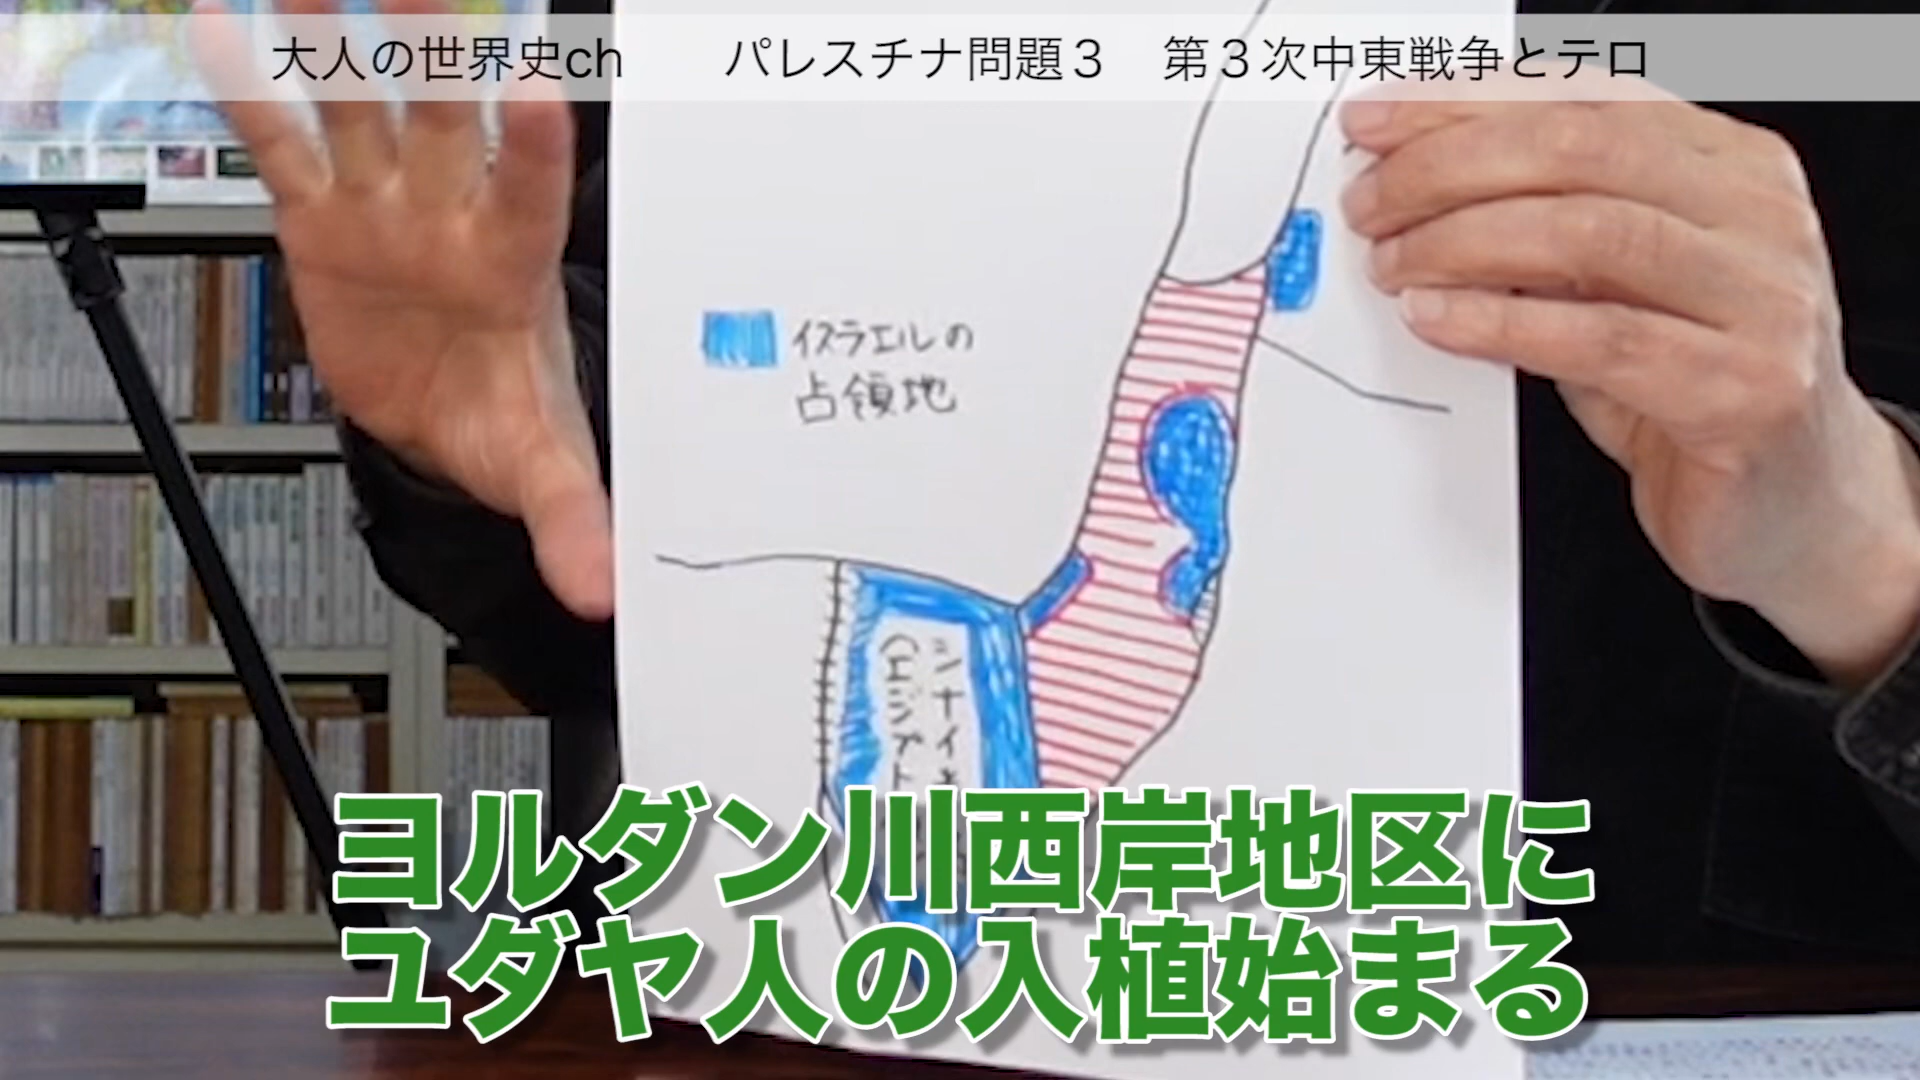 大人の世界史ch　　パレスチナ問題３　第３次中東戦争とテロ
イスラエルの
占領地
シナイ
(エジプト
ヨルダン川西岸地区に
ユダヤ人の入植始まる